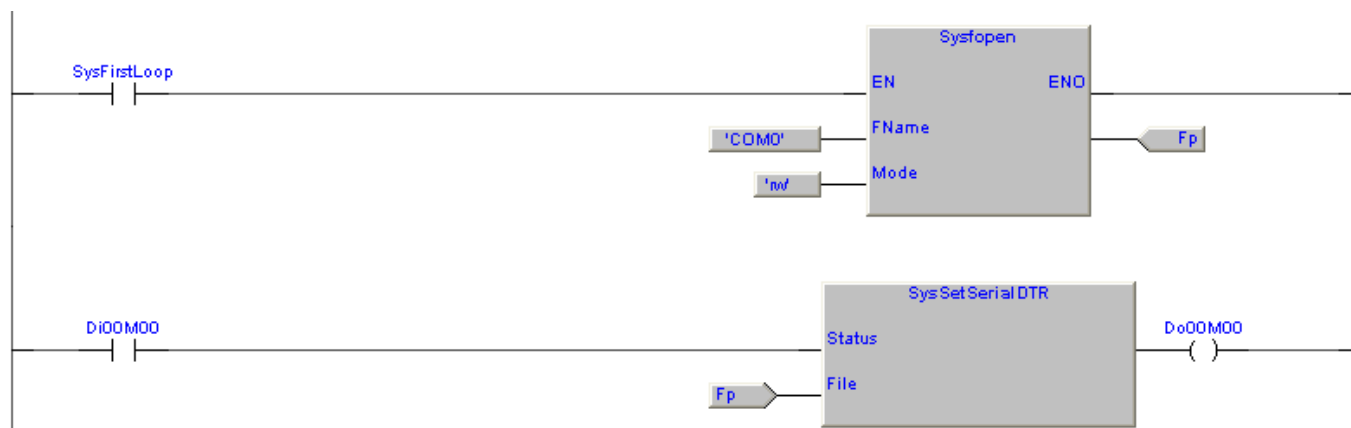 Sysfopen
SysFirstLoop
EN ENO
'COM0' FName Fp
'rw' Mode
SysSetSerialDTR
Di00M00 Do00M00
Status
Fp File